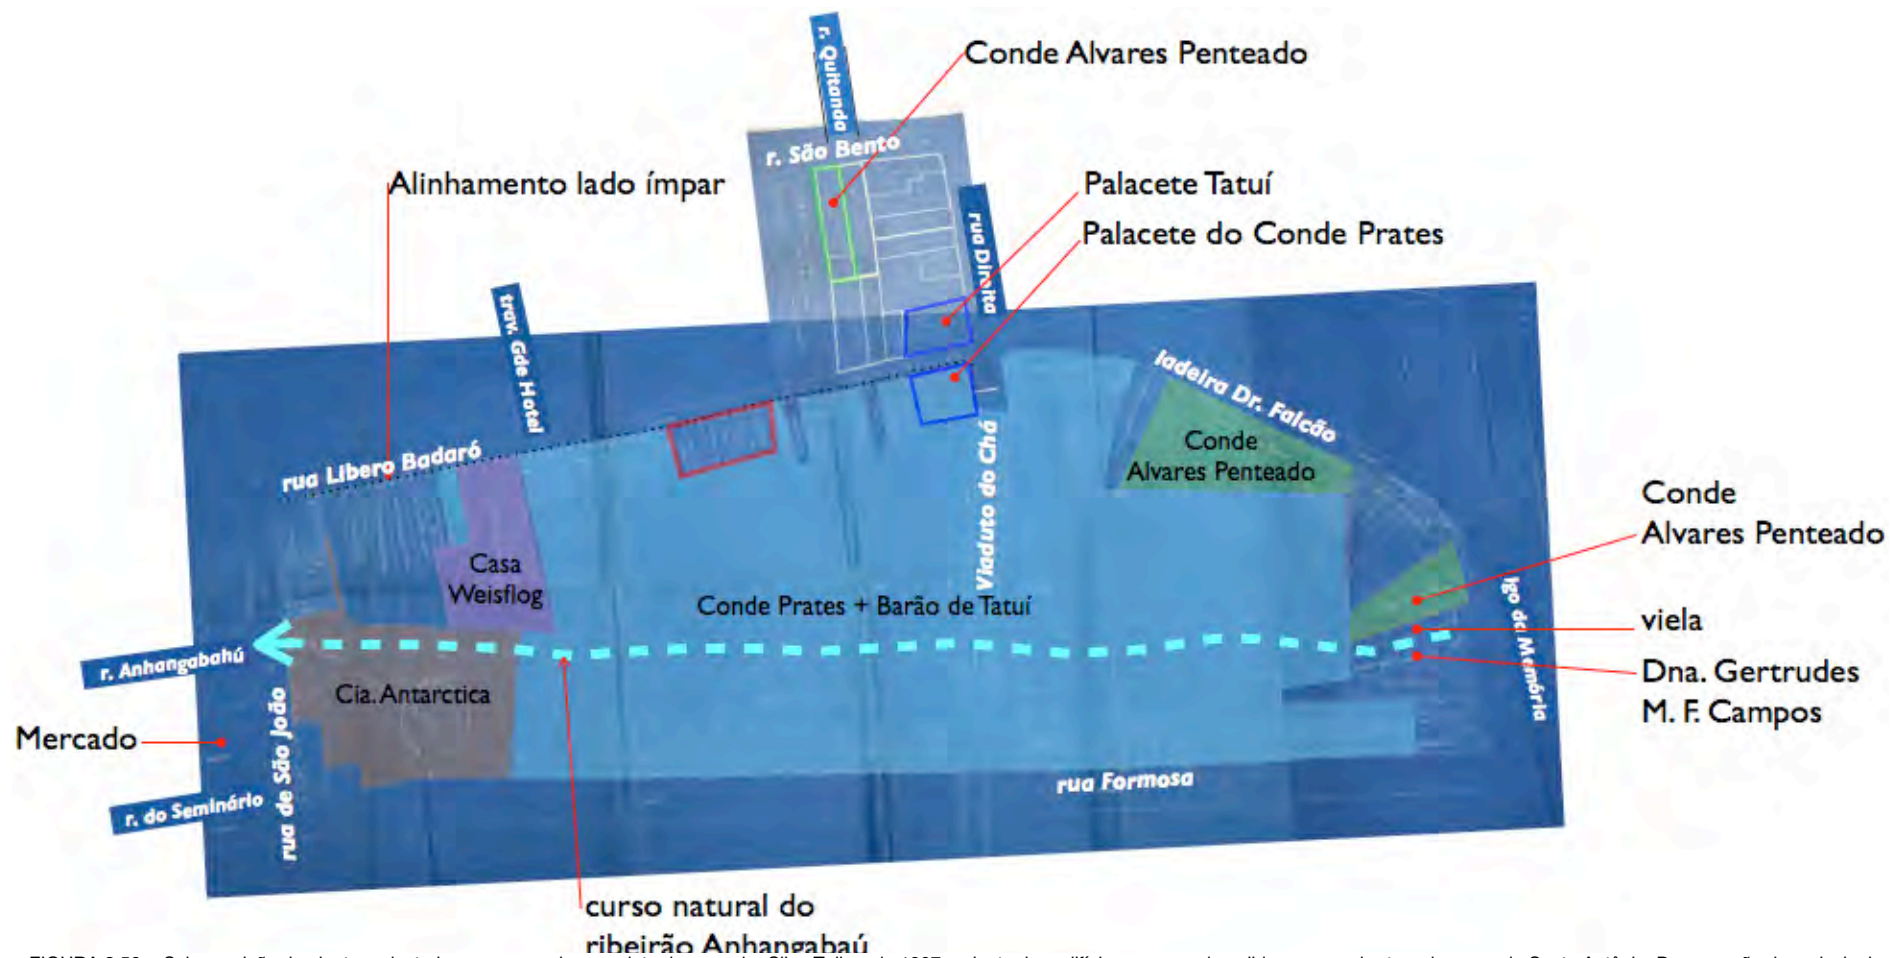 r. Quitanda
Conde Alvares Penteado
r. São Bento
Alinhamento lado ímpar
Palacete Tatuí
rua Direita
Palacete do Conde Prates
trav. Gde Hotel
ladeira Dr. Falcão
rua Libero Badaró
Conde
Alvares Penteado
Viaduto do Chá
Conde
Alvares Penteado
Casa
Weisflog
Conde Prates + Barão de Tatuí
lgo da Memória
viela
r. Anhangabahú
Cia. Antarctica
Dna. Gertrudes
M. F. Campos
Mercado
rua de São João
rua Formosa
r. do Seminário
curso natural do
ribeirão Anhangabaú